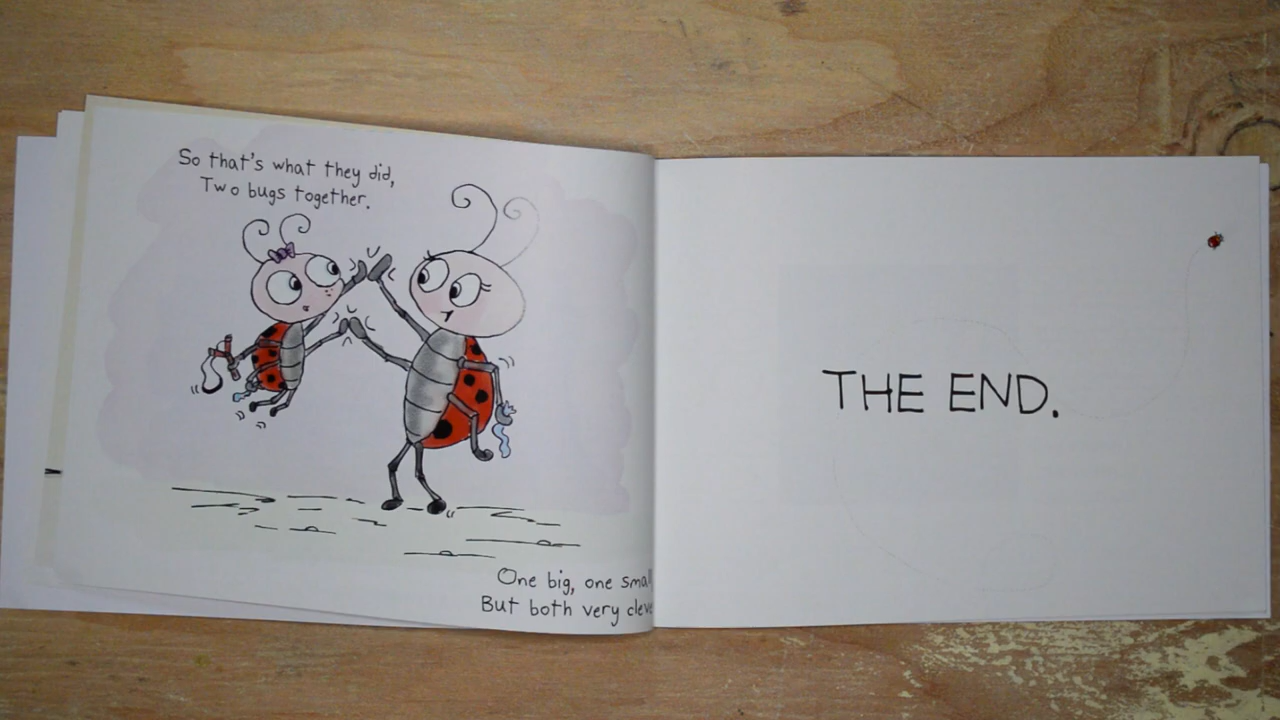 So that's what they did,
Two bugs together.
One big, one small
But both very
THE END.